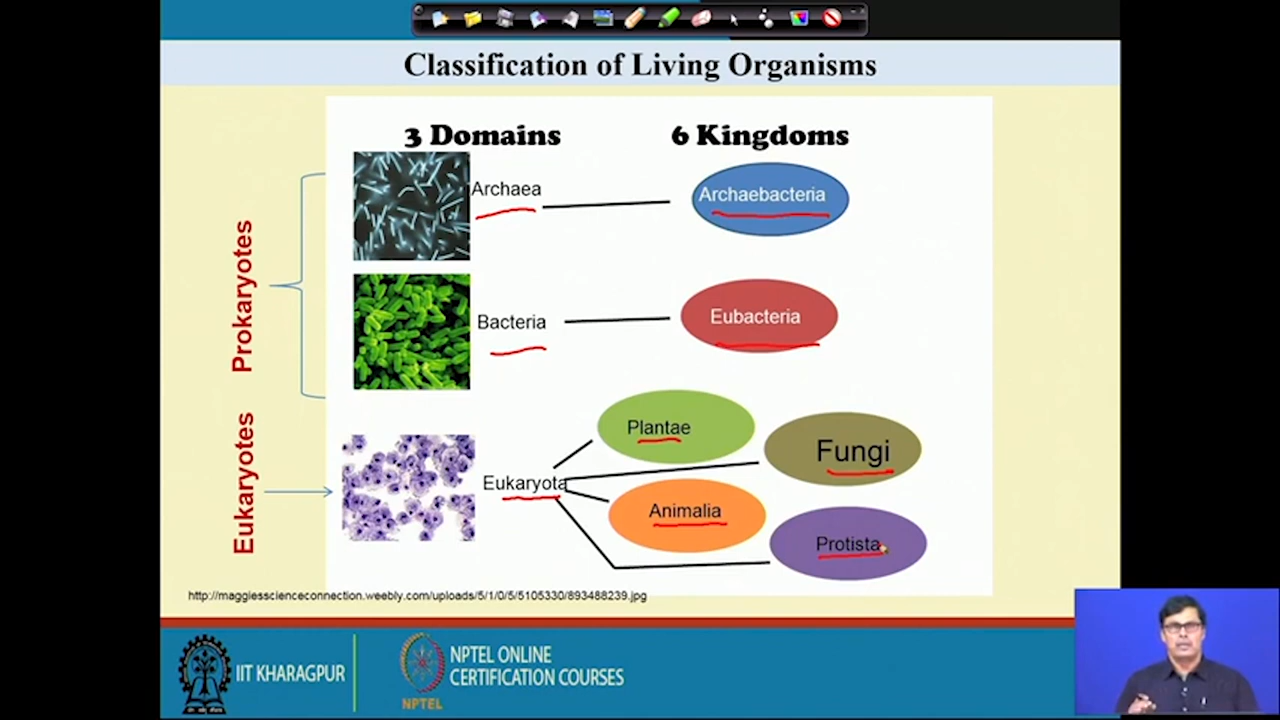 Classification of Living Organisms
3 Domains
6 Kingdoms
Archaea
Archaebacteria
Prokaryotes
Bacteria
Eubacteria
Plantae
Fungi
Eukaryotes
Eukaryota
Animalia
Protista
http://maggiesscienceconnection.weebly.com/uploads/5/1/0/5/5105330/893488239.jpg
IIT KHARAGPUR
NPTEL ONLINE
CERTIFICATION COURSES
NPTEL